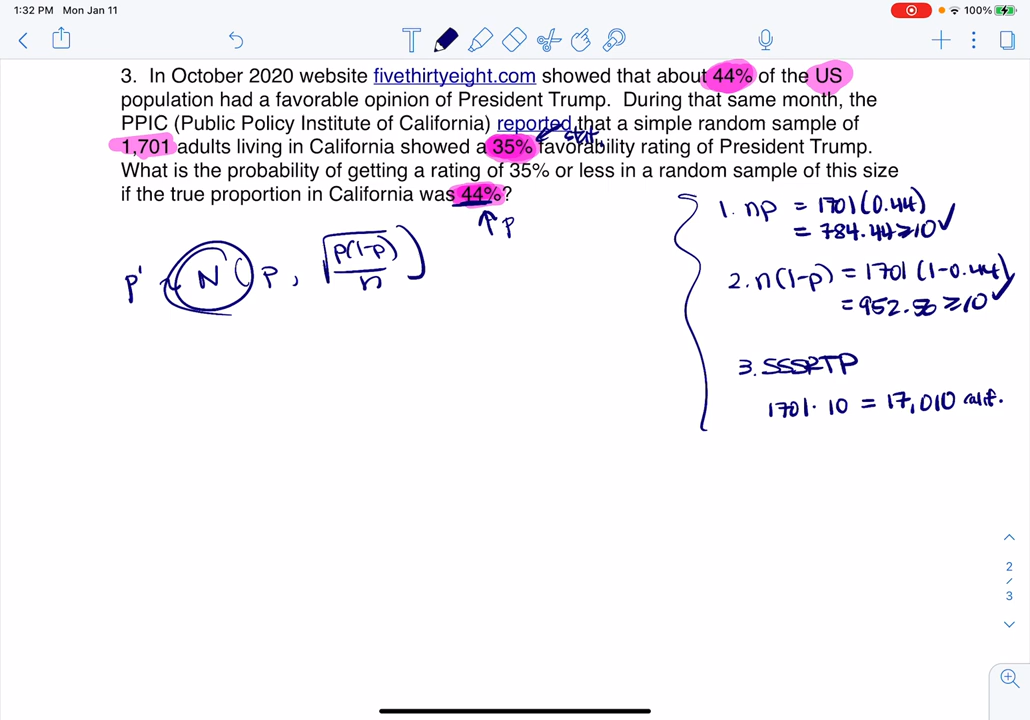 1:32 PM Mon Jan 11
100%
3. In October 2020 website fivethirtyeight.com showed that about 44% of the US
population had a favorable opinion of President Trump. During that same month, the
PPIC (Public Policy Institute of California) reported that a simple random sample of
1,701 adults living in California showed a 35% favorability rating of President Trump.
stat.
What is the probability of getting a rating of 35% or less in a random sample of this size
if the true proportion in California was 44%?
p
p' ~ N(p, √(p(1-p)/n))
1. np = 1701(0.44)
= 784.44 ≥10 ✓
2. n(1-p) = 1701(1-0.44)
= 952.56 ≥10 ✓
3. SSSRTP
1701· 10 = 17,010 calif.
2
/
3